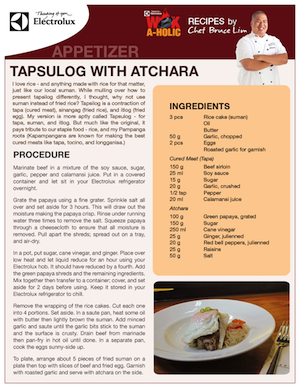 Thinking of you
Electrolux
Electrolux
WOK
A-HOLIC
RECIPES by
Chef Bruce Lim
APPETIZER
TAPSULOG WITH ATCHARA
I love rice - and anything made with rice for that matter,
just like our local suman. While mulling over how to
present tapsilog differently, I thought, why not use
suman instead of fried rice? Tapsilog is a contraction of
tapa (cured meat), sinangag (fried rice), and itlog (fried
egg). My version is more aptly called Tapsulog - for
tapa, suman, and itlog. But much like the original, it
pays tribute to our staple food - rice, and my Pampanga
roots (Kapampangans are known for making the best
cured meats like tapa, tocino, and longganisa.)
PROCEDURE
Marinate beef in a mixture of the soy sauce, sugar,
garlic, pepper and calamansi juice. Put in a covered
container and let sit in your Electrolux refrigerator
overnight.
Grate the papaya using a fine grater. Sprinkle salt all
over and set aside for 3 hours. This will draw out the
moisture making the papaya crisp. Rinse under running
water three times to remove the salt. Squeeze papaya
through a cheesecloth to ensure that all moisture is
removed. Pull apart the shreds; spread out on a tray,
and air-dry.
In a pot, put sugar, cane vinegar, and ginger. Place over
low heat and let liquid reduce for an hour using your
Electrolux hob. It should have reduced by a fourth. Add
the green papaya shreds and the remaining ingredients.
Mix together then transfer to a container, cover, and set
aside for 2 days before using. Keep it stored in your
Electrolux refrigerator to chill.
Remove the wrapping of the rice cakes. Cut each one
into 4 portions. Set aside. In a saute pan, heat some oil
with butter then lightly brown the suman. Add minced
garlic and saute until the garlic bits stick to the suman
and the surface is crusty. Drain beef from marinade
then pan-fry in hot oil until done. In a separate pan,
cook the eggs sunny-side up.
To plate, arrange about 5 pieces of fried suman on a
plate then top with slices of beef and fried egg. Garnish
with roasted garlic and serve with atchara on the side.
INGREDIENTS
3 pcs Rice cake (suman)
Oil
Butter
50 g Garlic, chopped
2 pcs Eggs
Roasted garlic for garnish
Cured Meat (Tapa)
150 g Beef sirloin
25 ml Soy sauce
15 g Sugar
20 g Garlic, crushed
1/2 tap Pepper
20 ml Calamansi juice
Atchara
100 g Green papaya, grated
150 g Sugar
250 ml Cane vinegar
25 g Ginger, julienned
20 g Red bell peppers, julienned
25 g Raisins
50 g Salt